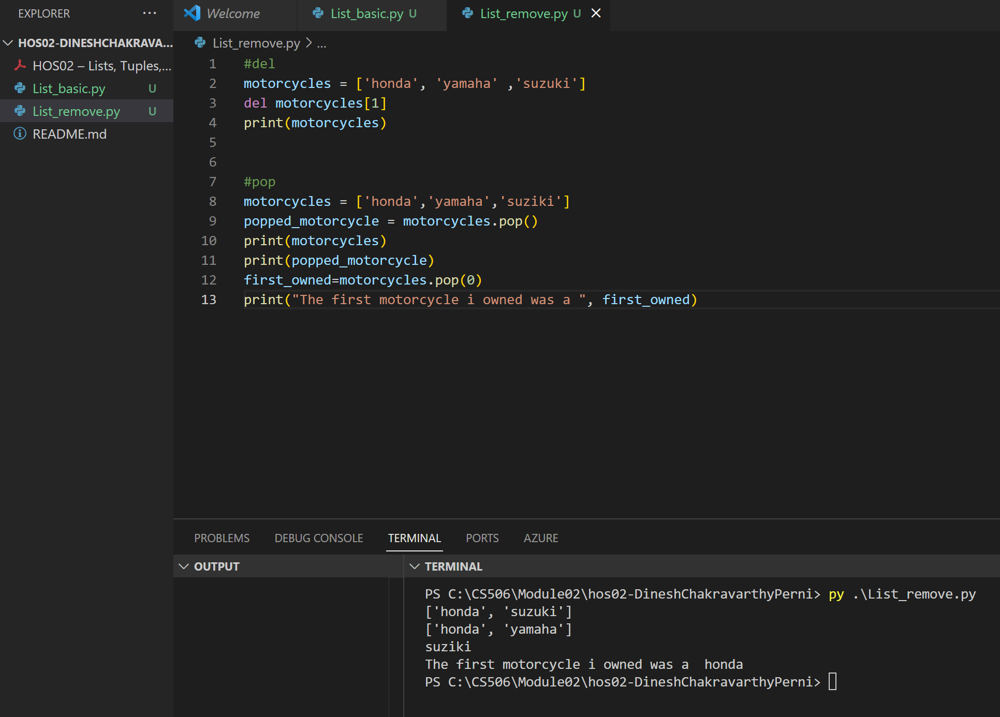 EXPLORER ...
HOS02-DINESHCHAKRAVA...
HOS02 – Lists, Tuples,...
List_basic.py U
List_remove.py U
README.md
Welcome
List_basic.py U
List_remove.py U
List_remove.py > ...
1 #del
2 motorcycles = ['honda', 'yamaha' ,'suzuki']
3 del motorcycles[1]
4 print(motorcycles)
5
6
7 #pop
8 motorcycles = ['honda','yamaha','suziki']
9 popped_motorcycle = motorcycles.pop()
10 print(motorcycles)
11 print(popped_motorcycle)
12 first_owned=motorcycles.pop(0)
13 print("The first motorcycle i owned was a ", first_owned)
PROBLEMS DEBUG CONSOLE TERMINAL PORTS AZURE
OUTPUT
TERMINAL
PS C:\CS506\Module02\hos02-DineshChakravarthyPerni> py .\List_remove.py
['honda', 'suzuki']
['honda', 'yamaha']
suziki
The first motorcycle i owned was a  honda
PS C:\CS506\Module02\hos02-DineshChakravarthyPerni>